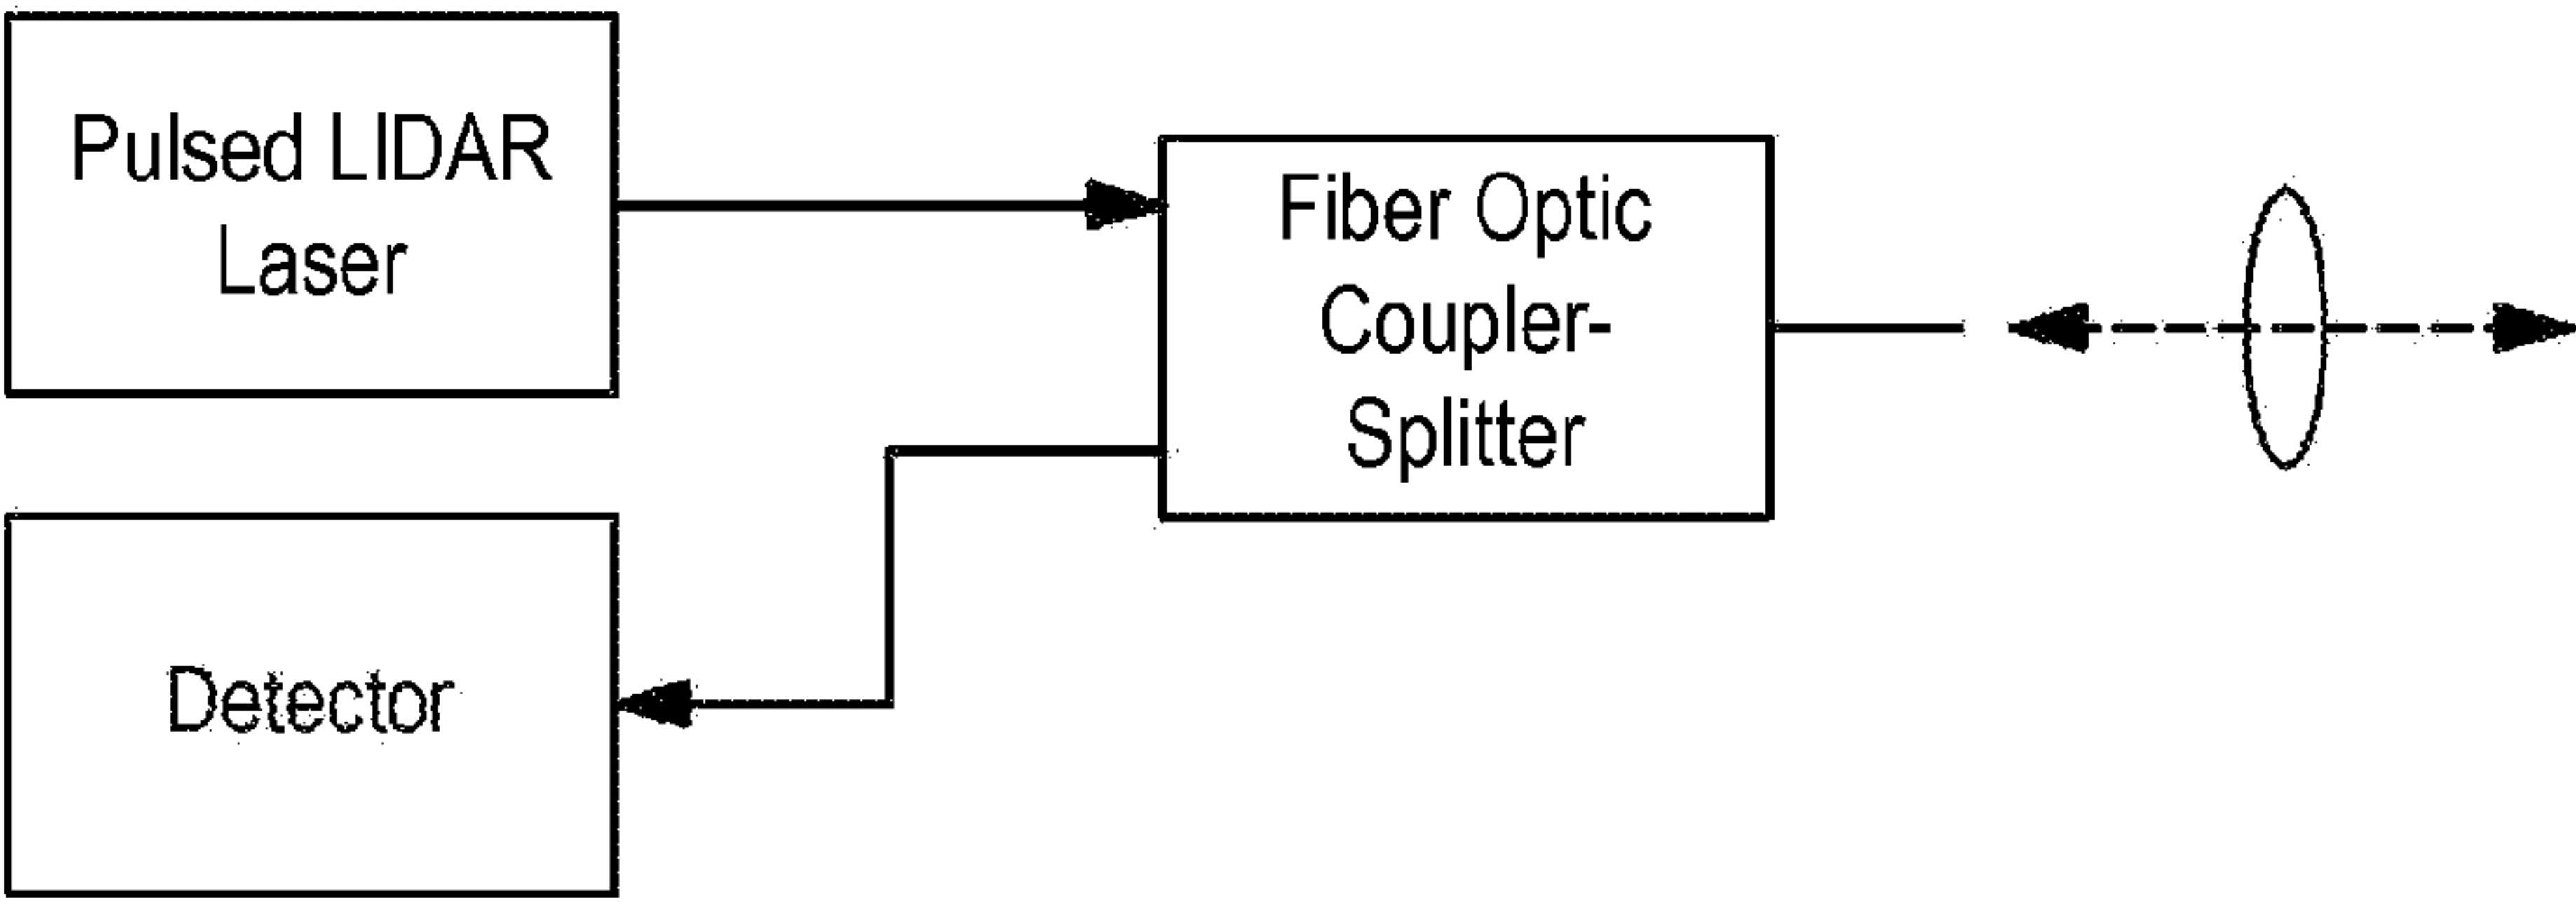 Pulsed LIDAR
Laser
Fiber Optic
Coupler-
Splitter
Detector